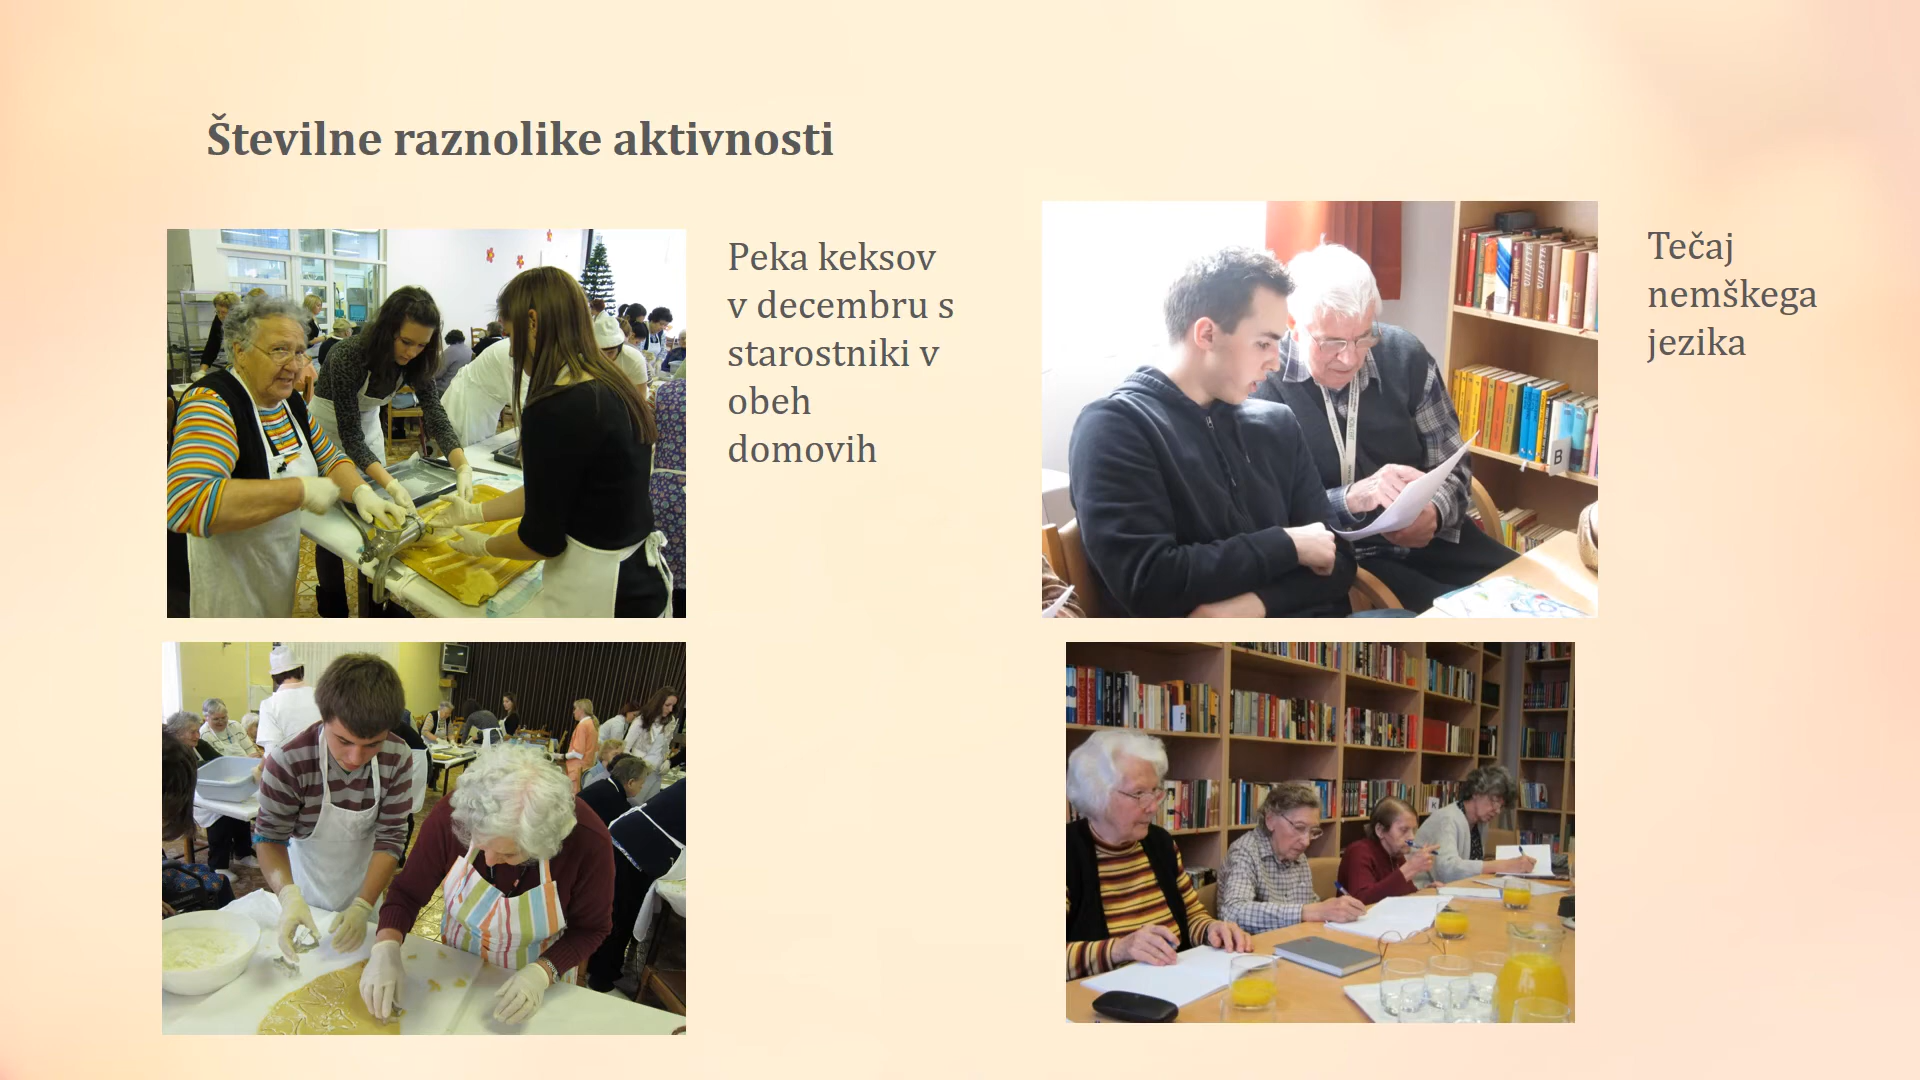 Številne raznolike aktivnosti
Peka keksov
v decembru s
starostniki v
obeh
domovih
Tečaj
nemškega
jezika
B
F
K